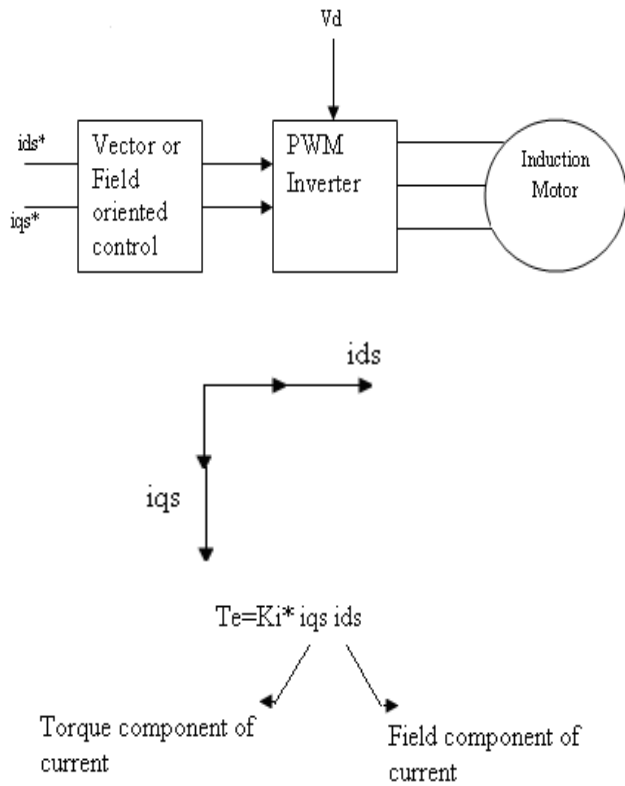 Vd
ids*
iqs*
Vector or
Field
oriented
control
PWM
Inverter
Induction
Motor
ids
iqs
Te=Ki* iqs ids
Torque component of
current
Field component of
current